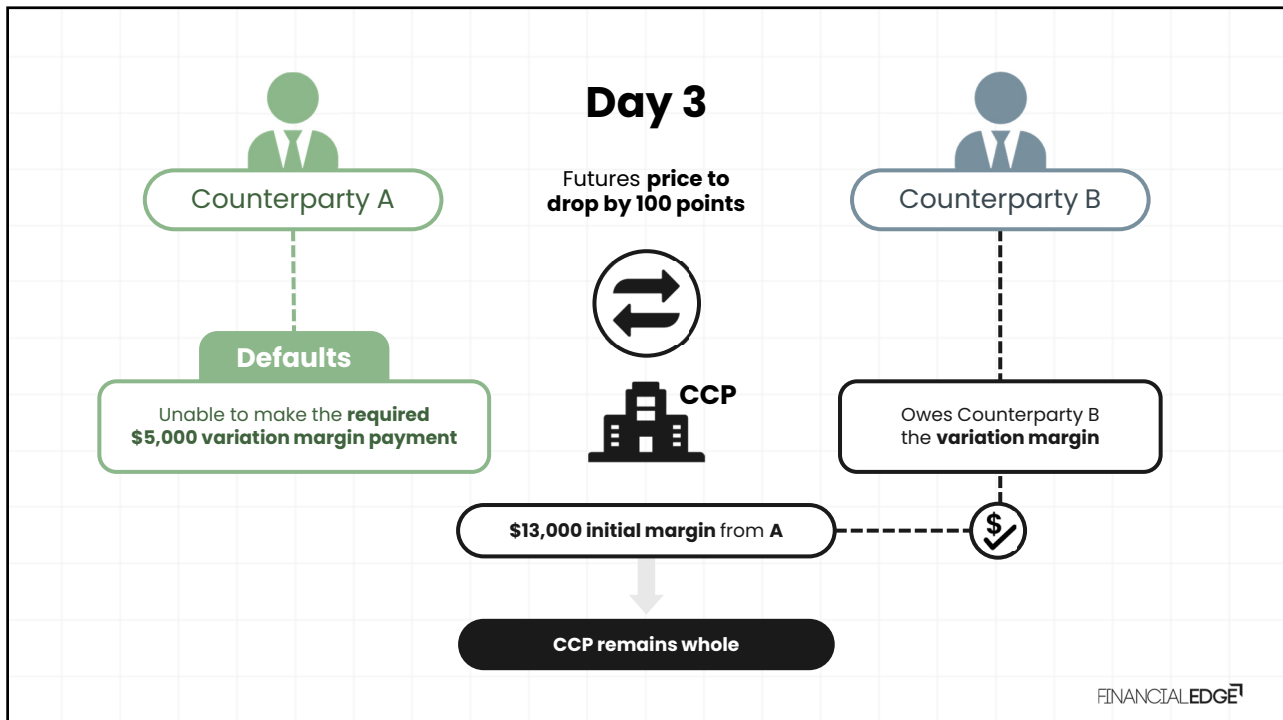 Day 3
Counterparty A
Futures price to
drop by 100 points
Counterparty B
Defaults
Unable to make the required
$5,000 variation margin payment
CCP
Owes Counterparty B
the variation margin
$13,000 initial margin from A
$
CCP remains whole
FINANCIALEDGE